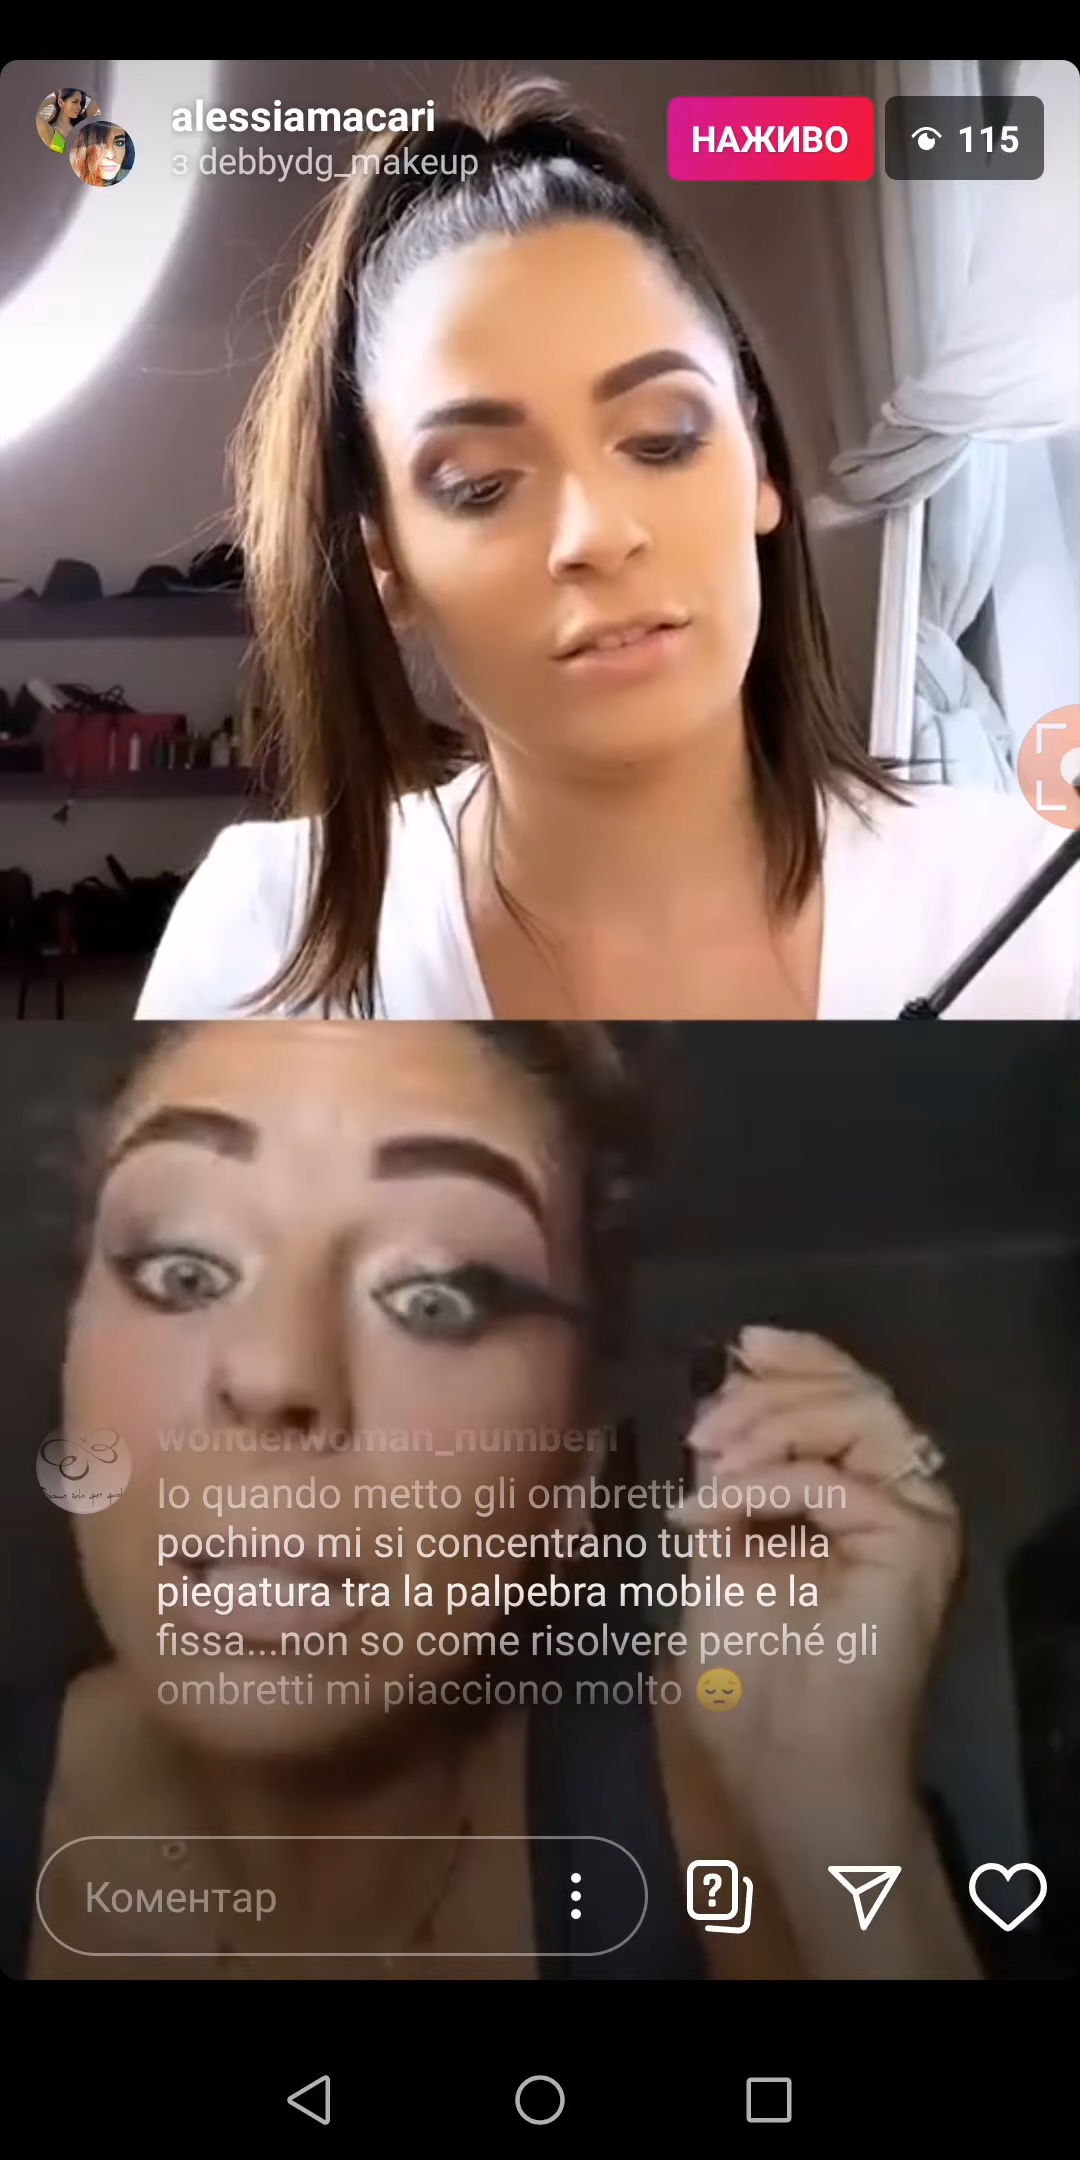 alessiamacari
з debbydg_makeup
НАЖИВО
115
wonderwoman_number1
Io quando metto gli ombretti dopo un
pochino mi si concentrano tutti nella
piegatura tra la palpebra mobile e la
fissa...non so come risolvere perché gli
ombretti mi piacciono molto 😔
Коментар